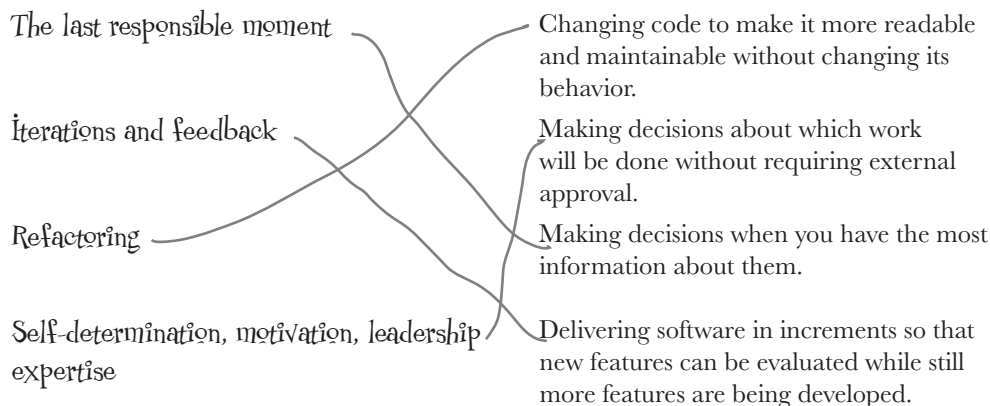 The last responsible moment
Iterations and feedback
Refactoring
Self-determination, motivation, leadership
expertise
Changing code to make it more readable
and maintainable without changing its
behavior.
Making decisions about which work
will be done without requiring external
approval.
Making decisions when you have the most
information about them.
Delivering software in increments so that
new features can be evaluated while still
more features are being developed.